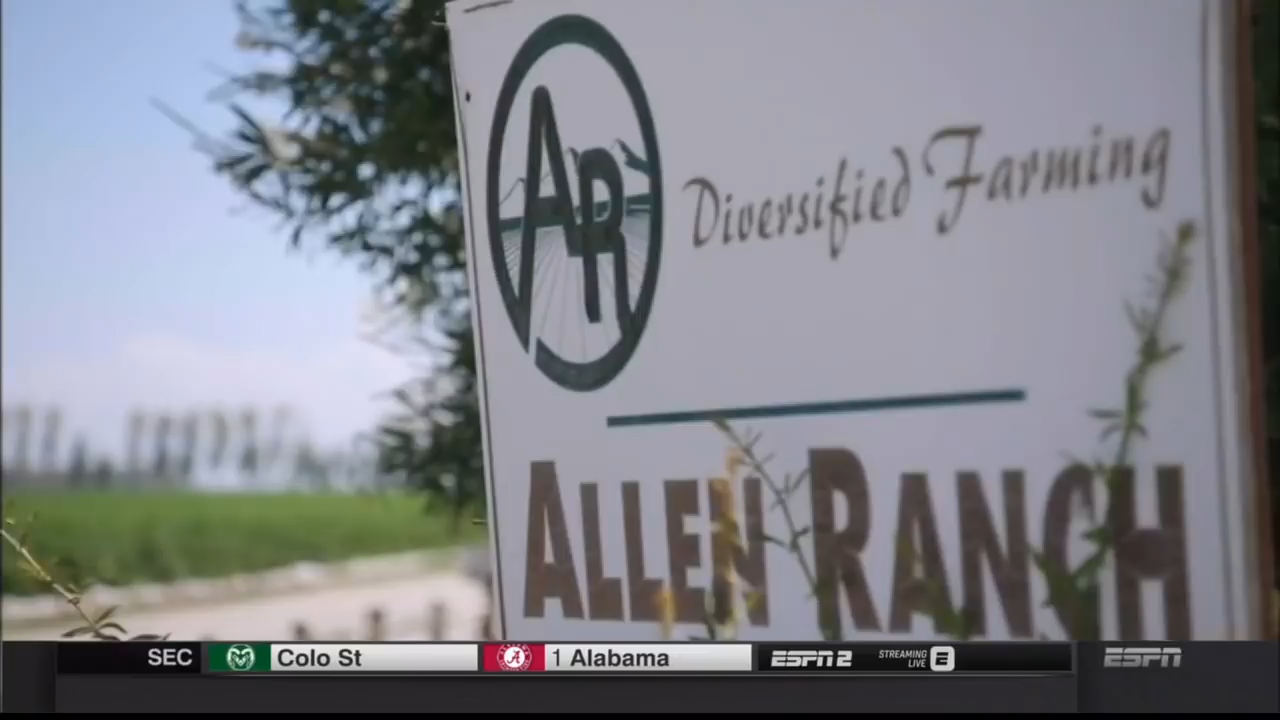 AR
Diversified Farming
ALLEN RANCH
SEC Colo St 1 Alabama ESPN2 STREAMING LIVE E ESPN